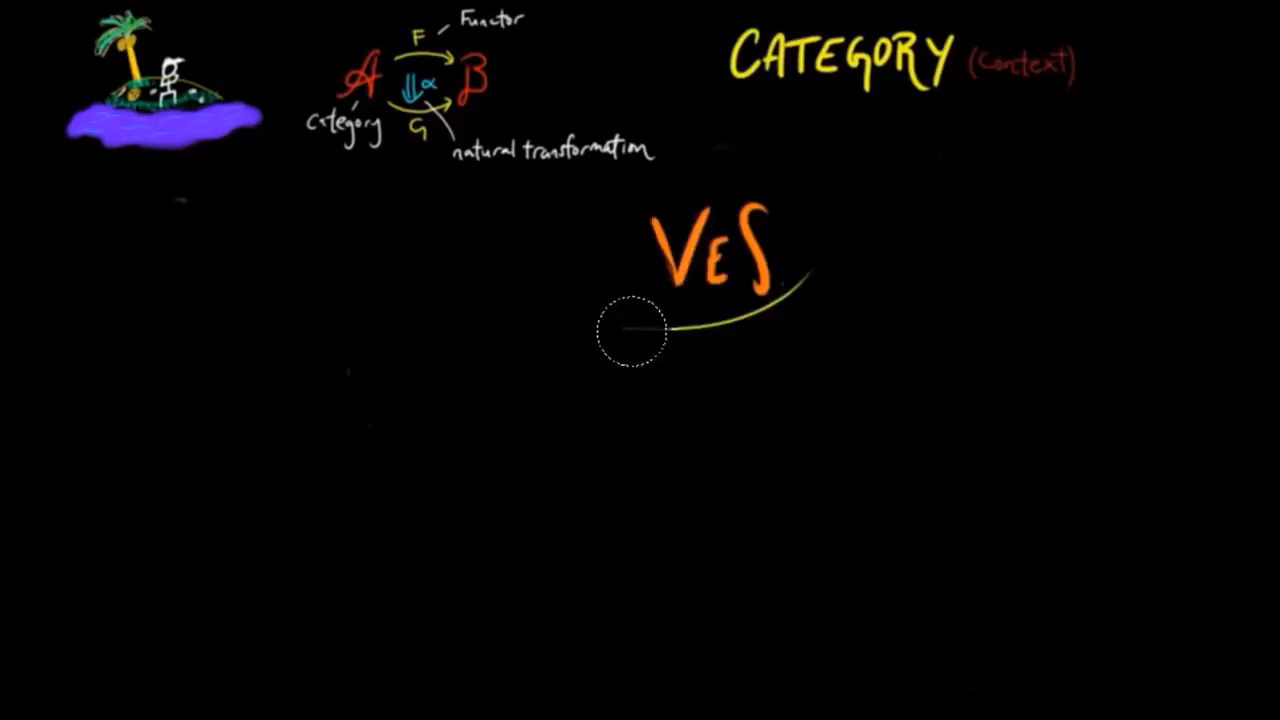 Functor
F
A B
α
category
G
natural transformation
CATEGORY (context)
VES